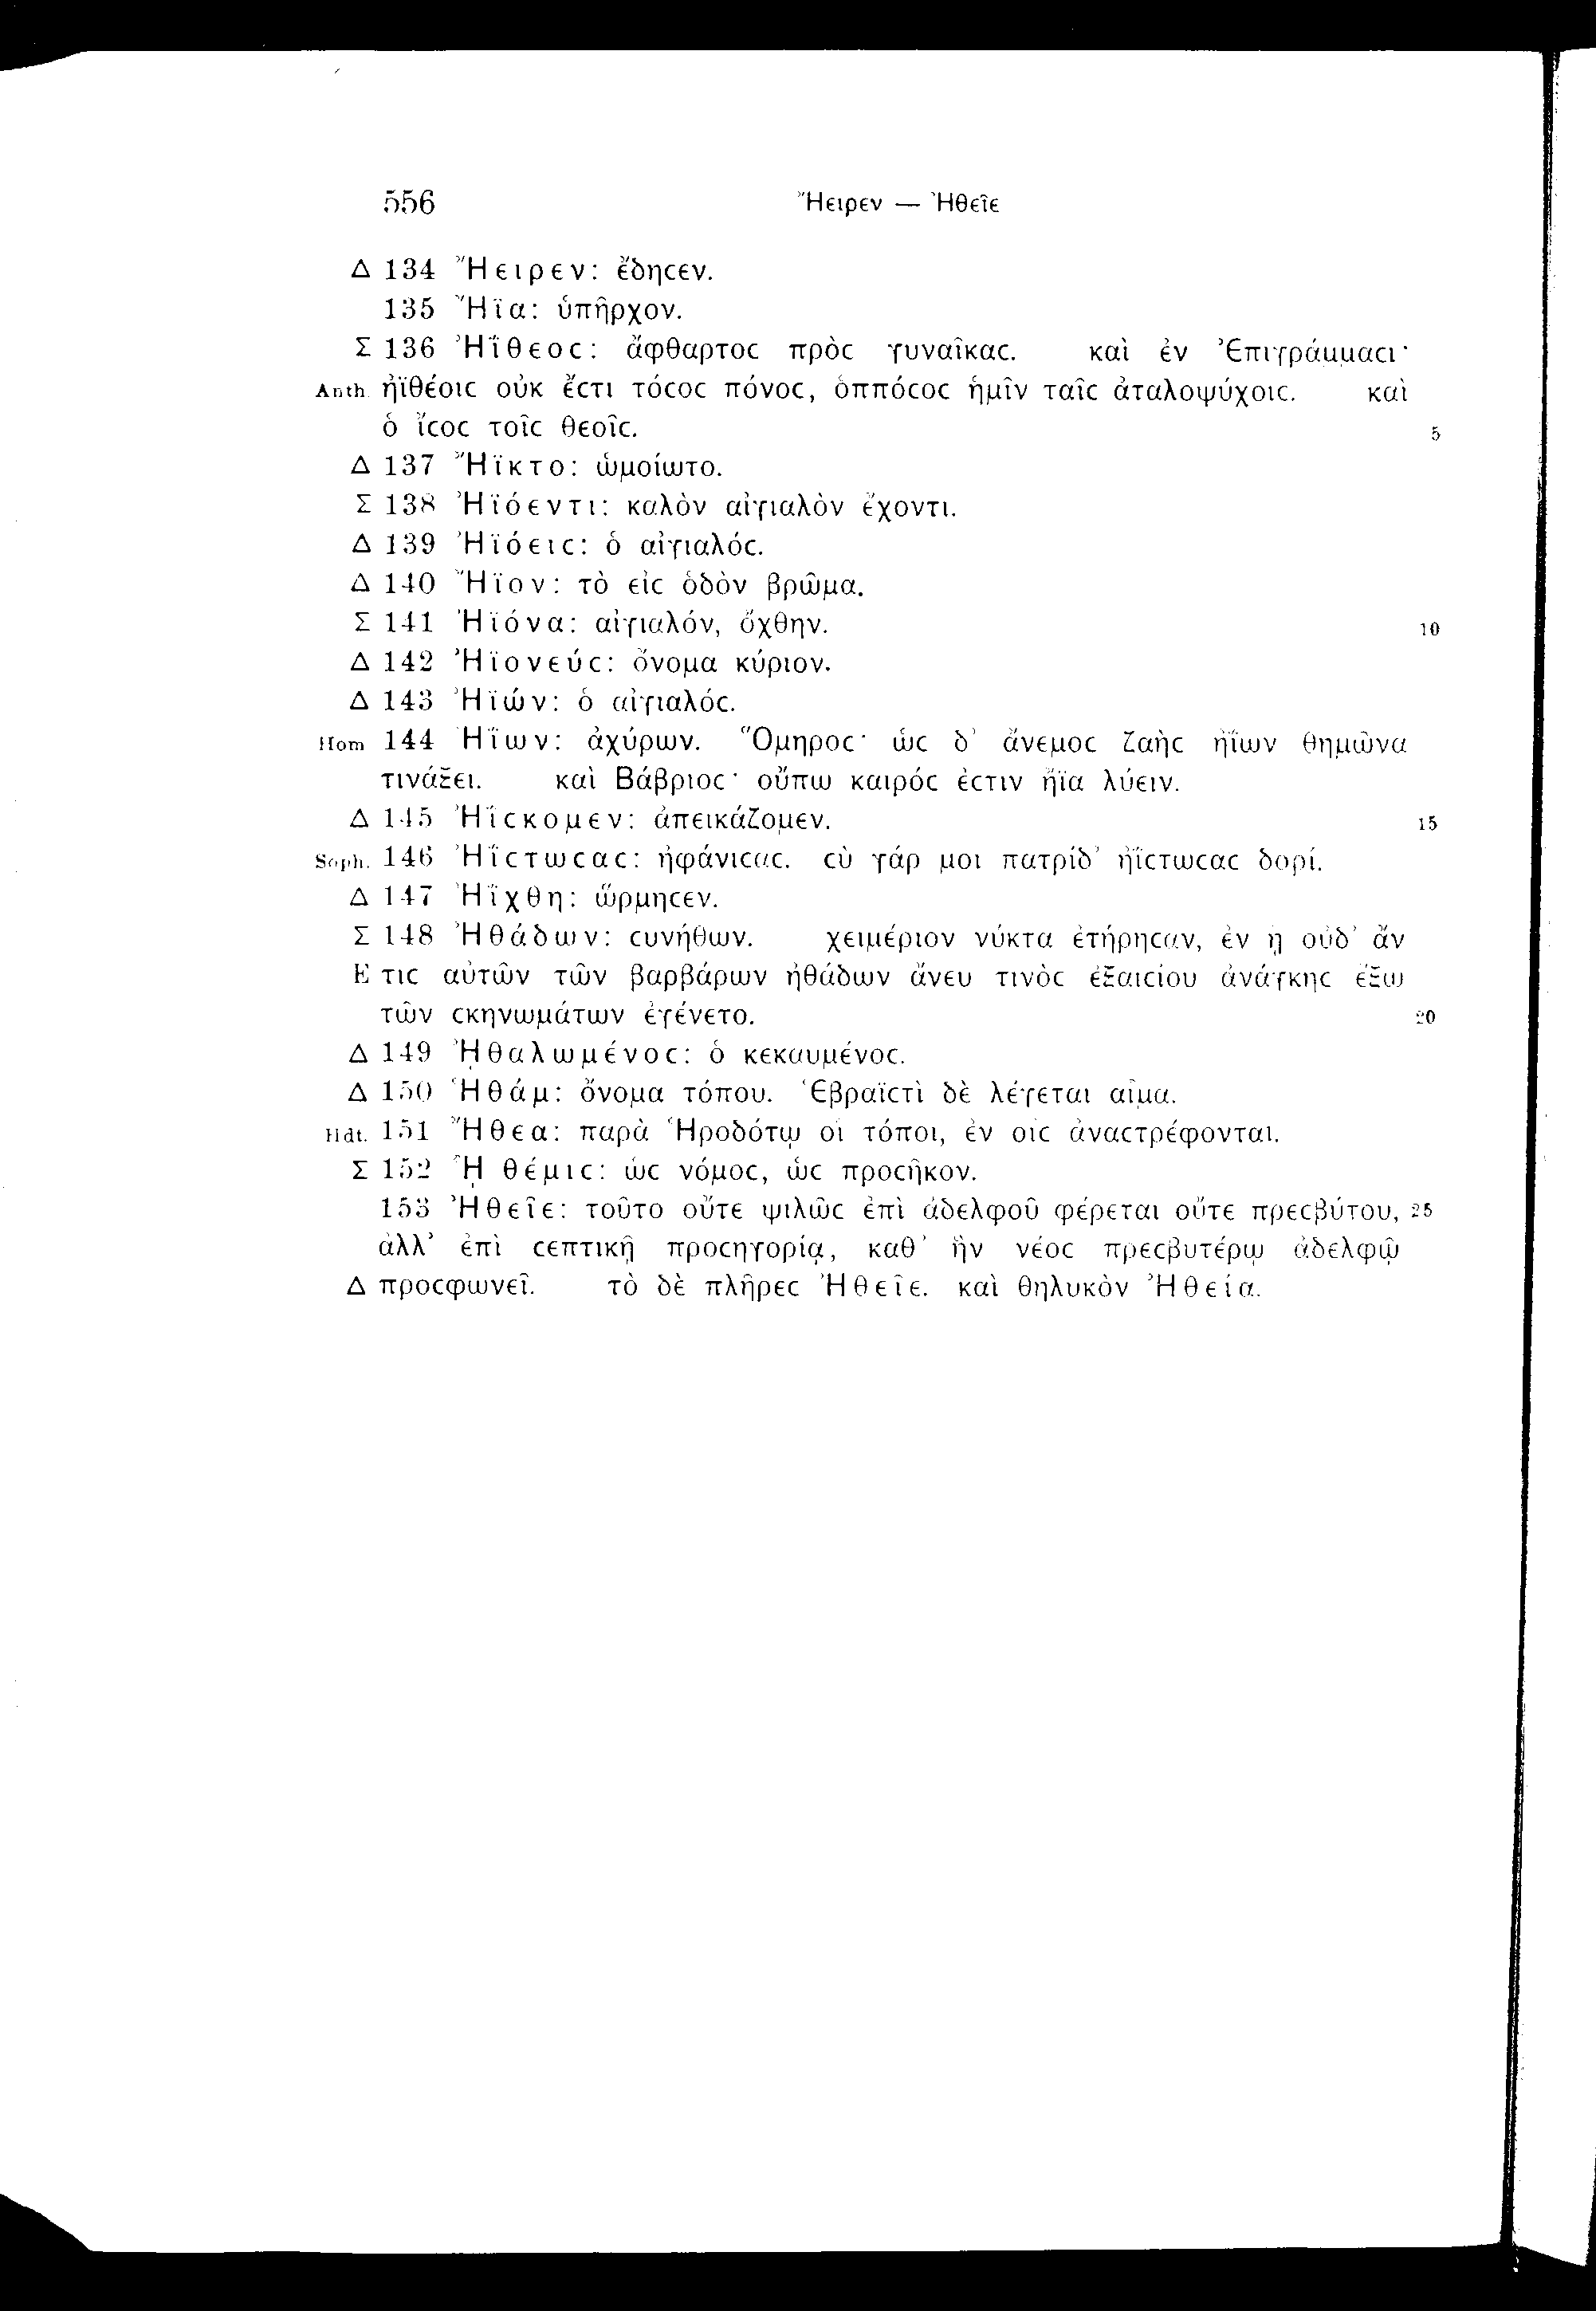 556 Ἤειρεν — Ἠθεῖε
Δ 134 Ἤειρεν: ἔδηϲεν.
135 Ἤϊα: ὑπῆρχον.
Σ 136 Ἠΐθεοϲ: ἄφθαρτοϲ πρὸϲ γυναῖκαϲ. καὶ ἐν Ἐπιγράμμαϲι·
Anth. ἠϊθέοιϲ οὐκ ἔϲτι τόϲοϲ πόνοϲ, ὁππόϲοϲ ἡμῖν ταῖϲ ἀταλοψύχοιϲ. καὶ
ὁ ἴϲοϲ τοῖϲ θεοῖϲ. 5
Δ 137 Ἤϊκτο: ὡμοίωτο.
Σ 138 Ἠϊόεντι: καλὸν αἰγιαλὸν ἔχοντι.
Δ 139 Ἠϊόειϲ: ὁ αἰγιαλόϲ.
Δ 140 Ἤϊον: τὸ εἰϲ ὁδὸν βρῶμα.
Σ 141 Ἠϊόνα: αἰγιαλόν, ὄχθην. 10
Δ 142 Ἠϊονεύϲ: ὄνομα κύριον.
Δ 143 Ἠϊών: ὁ αἰγιαλόϲ.
Hom 144 Ἠΐων: ἀχύρων. Ὅμηροϲ· ὡϲ δ' ἄνεμοϲ ζαὴϲ ἠΐων θημῶνα
τινάξει. καὶ Βάβριοϲ· οὔπω καιρόϲ ἐϲτιν ἤϊα λύειν.
Δ 145 Ἠΐϲκομεν: ἀπεικάζομεν. 15
Soph. 146 Ἠΐϲτωϲαϲ: ἠφάνιϲαϲ. ϲὺ γάρ μοι πατρίδ' ἠΐϲτωϲαϲ δορί.
Δ 147 Ἠΐχθη: ὥρμηϲεν.
Σ 148 Ἠθάδων: ϲυνήθων. χειμέριον νύκτα ἐτήρηϲαν, ἐν ᾗ οὐδ' ἄν
E τιϲ αὐτῶν τῶν βαρβάρων ἠθάδων ἄνευ τινὸϲ ἐξαιϲίου ἀνάγκηϲ ἔξω
τῶν ϲκηνωμάτων ἐγένετο. 20
Δ 149 ᾘθαλωμένοϲ: ὁ κεκαυμένοϲ.
Δ 150 Ἠθάμ: ὄνομα τόπου. Ἑβραϊϲτὶ δὲ λέγεται αἷμα.
Hdt. 151 Ἤθεα: παρὰ Ἡροδότῳ οἱ τόποι, ἐν οἷϲ ἀναϲτρέφονται.
Σ 152 ᾟ θέμιϲ: ὡϲ νόμοϲ, ὡϲ προϲῆκον.
153 Ἠθεῖε: τοῦτο οὔτε ψιλῶϲ ἐπὶ ἀδελφοῦ φέρεται οὔτε πρεϲβύτου, 25
ἀλλ' ἐπὶ ϲεπτικῇ προϲηγορίᾳ, καθ' ἣν νέοϲ πρεϲβυτέρῳ ἀδελφῷ
Δ προϲφωνεῖ. τὸ δὲ πλῆρεϲ Ἠθεῖε. καὶ θηλυκὸν Ἠθεία.